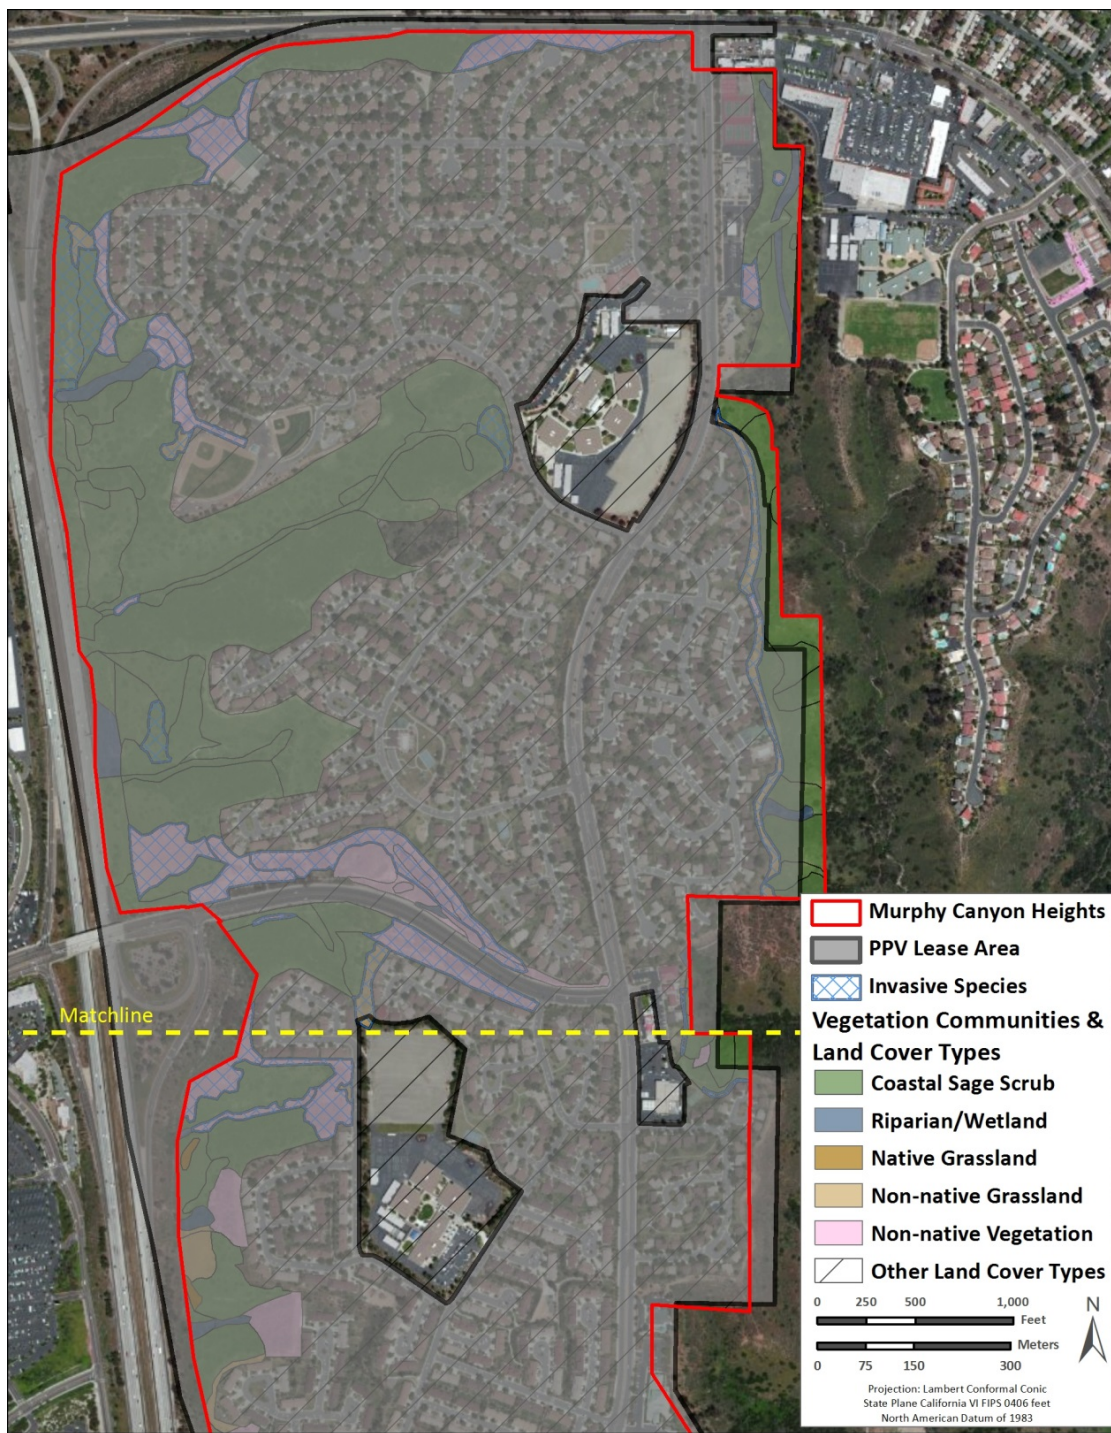 Matchline
Murphy Canyon Heights
PPV Lease Area
Invasive Species
Vegetation Communities &
Land Cover Types
Coastal Sage Scrub
Riparian/Wetland
Native Grassland
Non-native Grassland
Non-native Vegetation
Other Land Cover Types
0 250 500 1,000
Feet
N
Meters
0 75 150 300
Projection: Lambert Conformal Conic
State Plane California VI FIPS 0406 feet
North American Datum of 1983